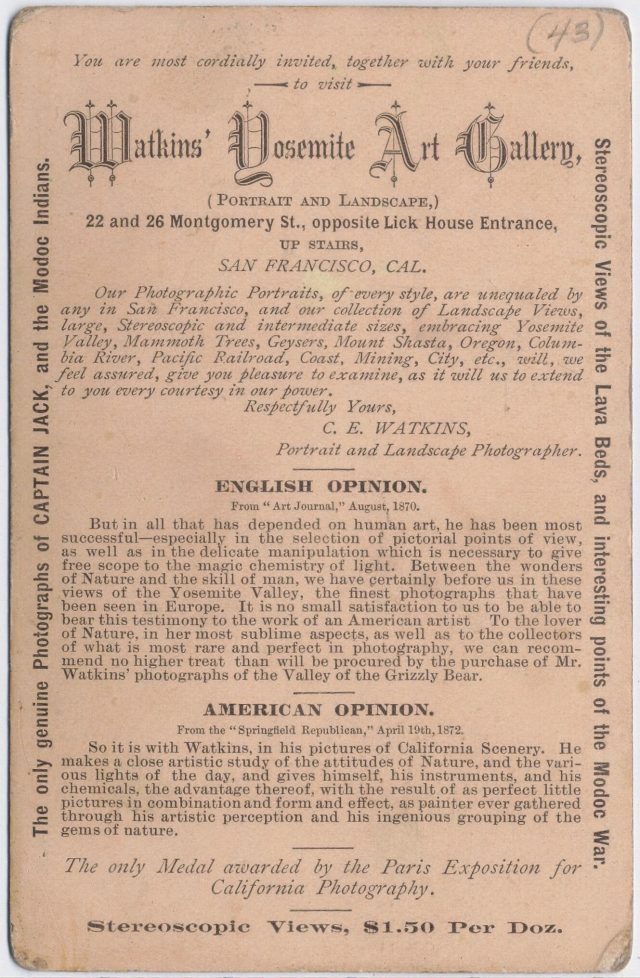 (43)
You are most cordially invited, together with your friends,
to visit
Watkins' Yosemite Art Gallery,
(PORTRAIT AND LANDSCAPE,)
22 and 26 Montgomery St., opposite Lick House Entrance,
UP STAIRS,
SAN FRANCISCO, CAL.
Our Photographic Portraits, of every style, are unequaled by
any in San Francisco, and our collection of Landscape Views,
large, Stereoscopic and intermediate sizes, embracing Yosemite
Valley, Mammoth Trees, Geysers, Mount Shasta, Oregon, Colum-
bia River, Pacific Railroad, Coast, Mining, City, etc., will, we
feel assured, give you pleasure to examine, as it will us to extend
to you every courtesy in our power.
Respectfully Yours,
C. E. WATKINS,
Portrait and Landscape Photographer.
ENGLISH OPINION.
From "Art Journal," August, 1870.
But in all that has depended on human art, he has been most
successful—especially in the selection of pictorial points of view,
as well as in the delicate manipulation which is necessary to give
free scope to the magic chemistry of light. Between the wonders
of Nature and the skill of man, we have certainly before us in these
views of the Yosemite Valley, the finest photographs that have
been seen in Europe. It is no small satisfaction to us to be able to
bear this testimony to the work of an American artist To the lover
of Nature, in her most sublime aspects, as well as to the collectors
of what is most rare and perfect in photography, we can recom-
mend no higher treat than will be procured by the purchase of Mr.
Watkins' photographs of the Valley of the Grizzly Bear.
AMERICAN OPINION.
From the "Springfield Republican," April 19th, 1872.
So it is with Watkins, in his pictures of California Scenery. He
makes a close artistic study of the attitudes of Nature, and the vari-
ous lights of the day, and gives himself, his instruments, and his
chemicals, the advantage thereof, with the result of as perfect little
pictures in combination and form and effect, as painter ever gathered
through his artistic perception and his ingenious grouping of the
gems of nature.
The only Medal awarded by the Paris Exposition for
California Photography.
Stereoscopic Views, $1.50 Per Doz.
The only genuine Photographs of CAPTAIN JACK, and the Modoc Indians.
Stereoscopic Views of the Lava Beds, and interesting points of the Modoc War.